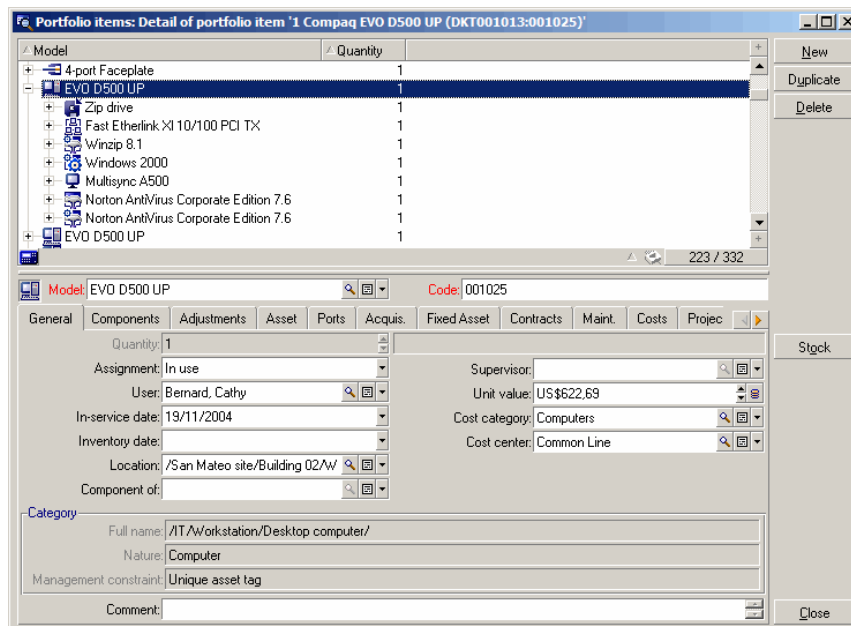 Portfolio items: Detail of portfolio item '1 Compaq EVO D500 UP (DKT001013:001025)'
Model Quantity
4-port Faceplate 1
EVO D500 UP 1
Zip drive 1
Fast Etherlink XI 10/100 PCI TX 1
Winzip 8.1 1
Windows 2000 1
Multisync A500 1
Norton AntiVirus Corporate Edition 7.6 1
Norton AntiVirus Corporate Edition 7.6 1
EVO D500 UP 1
223 / 332
New
Duplicate
Delete
Model: EVO D500 UP Code: 001025
General Components Adjustments Asset Ports Acquis. Fixed Asset Contracts Maint. Costs Projec
Quantity: 1
Stock
Assignment: In use Supervisor:
User: Bernard, Cathy Unit value: US$622,69
In-service date: 19/11/2004 Cost category: Computers
Inventory date: Cost center: Common Line
Location: /San Mateo site/Building 02/W
Component of:
Category
Full name: /IT/Workstation/Desktop computer/
Nature: Computer
Management constraint: Unique asset tag
Comment:
Close